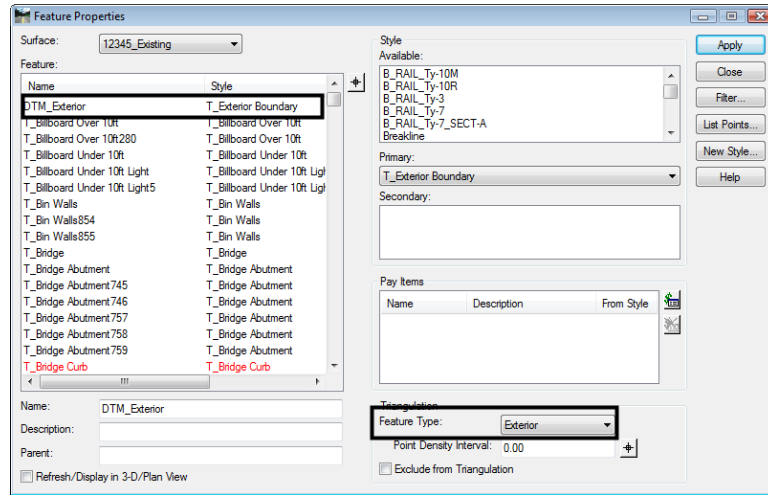 Feature Properties
Surface:
12345_Existing
Feature:
Name Style
DTM_Exterior T_Exterior Boundary
T_Billboard Over 10ft T_Billboard Over 10ft
T_Billboard Over 10ft280 T_Billboard Over 10ft
T_Billboard Under 10ft T_Billboard Under 10ft
T_Billboard Under 10ft Light T_Billboard Under 10ft Ligh
T_Billboard Under 10ft Light5 T_Billboard Under 10ft Ligh
T_Bin Walls T_Bin Walls
T_Bin Walls854 T_Bin Walls
T_Bin Walls855 T_Bin Walls
T_Bridge T_Bridge
T_Bridge Abutment T_Bridge Abutment
T_Bridge Abutment745 T_Bridge Abutment
T_Bridge Abutment746 T_Bridge Abutment
T_Bridge Abutment757 T_Bridge Abutment
T_Bridge Abutment758 T_Bridge Abutment
T_Bridge Abutment759 T_Bridge Abutment
T_Bridge Curb T_Bridge Curb
Name: DTM_Exterior
Description:
Parent:
Refresh/Display in 3-D/Plan View
Style
Available:
B_RAIL_Ty-10M
B_RAIL_Ty-10R
B_RAIL_Ty-3
B_RAIL_Ty-7
B_RAIL_Ty-7_SECT-A
Breakline
Primary:
T_Exterior Boundary
Secondary:
Pay Items
Name Description From Style
Triangulation
Feature Type: Exterior
Point Density Interval: 0.00
Exclude from Triangulation
Apply
Close
Filter...
List Points...
New Style...
Help